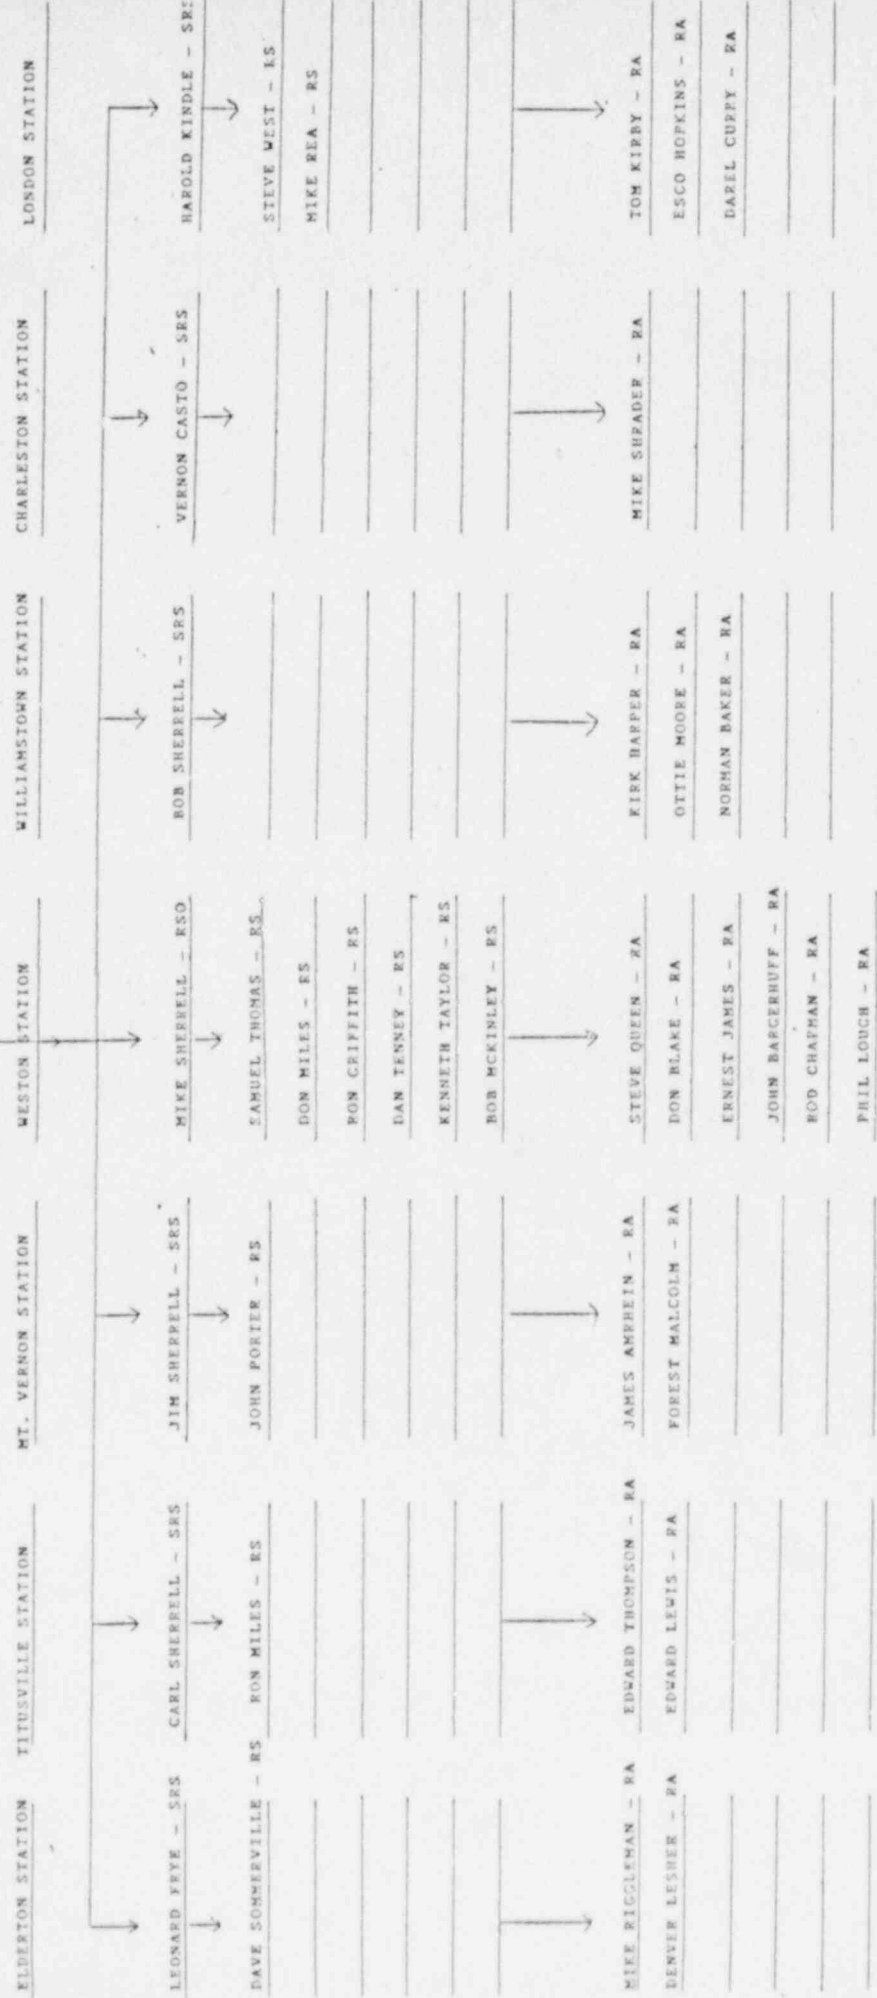 LONDON STATION
HAROLD KINDLE - SRS
STEVE WEST - RS
MIKE REA - RS
TOM KIRBY - RA
ESCO HOPKINS - RA
DAREL CURRY - RA
CHARLESTON STATION
VERNON CASTO - SRS
MIKE SHRADER - RA
WILLIAMSTOWN STATION
BOB SHERRELL - SRS
KIRK HARPER - RA
OTTIE MOORE - RA
NORMAN BAKER - RA
WESTON STATION
MIKE SHERRELL - RSO
SAMUEL THOMAS - RS
DON MILES - RS
RON GRIFFITH - RS
DAN TENNEY - RS
KENNETH TAYLOR - RS
BOB MCKINLEY - RS
STEVE QUEEN - RA
DON BLAKE - RA
ERNEST JAMES - RA
JOHN BARGERHUFF - RA
ROD CHAPMAN - RA
PHIL LOUCH - RA
MT. VERNON STATION
JIM SHERRELL - SRS
JOHN PORTER - RS
JAMES AMRHEIN - RA
FOREST MALCOLM - RA
TITUSVILLE STATION
CARL SHERRELL - SRS
RON MILES - RS
EDWARD THOMPSON - RA
EDWARD LEWIS - RA
ELDERTON STATION
LEONARD FRYE - SRS
DAVE SOMMERVILLE - RS
MIKE RIGGLEMAN - RA
DENVER LESHER - RA